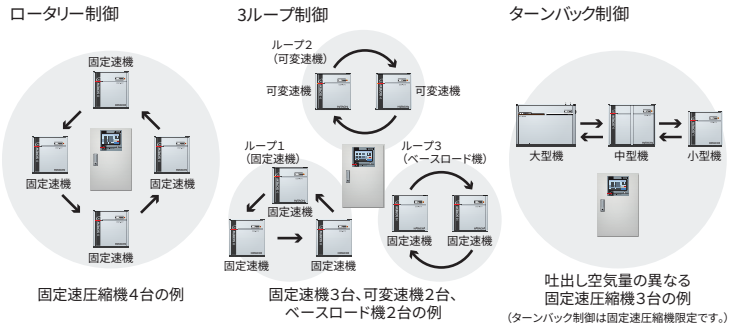 ロータリー制御
固定速機
固定速機
固定速機
固定速機
固定速圧縮機4台の例
3ループ制御
ループ2
（可変速機）
可変速機
可変速機
ループ1
（固定速機）
固定速機
固定速機
固定速機
ループ3
（ベースロード機）
固定速機
固定速機
固定速機3台、可変速機2台、
ベースロード機2台の例
ターンバック制御
大型機
中型機
小型機
吐出し空気量の異なる
固定速圧縮機3台の例
（ターンバック制御は固定速圧縮機限定です。）